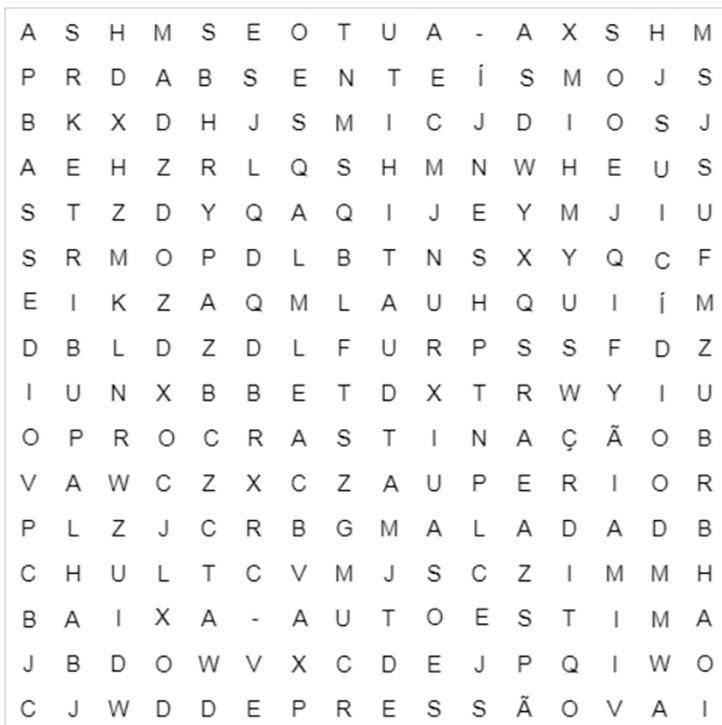 A S H M S E O T U A - A X S H M
P R D A B S E N T E Í S M O J S
B K X D H J S M I C J D I O S J
A E H Z R L Q S H M N W H E U S
S T Z D Y Q A Q I J E Y M J I U
S R M O P D L B T N S X Y Q C F
E I K Z A Q M L A U H Q U I Í M
D B L D Z D L F U R P S S F D Z
I U N X B B E T D X T R W Y I U
O P R O C R A S T I N A Ç Ã O B
V A W C Z X C Z A U P E R I O R
P L Z J C R B G M A L A D A D B
C H U L T C V M J S C Z I M M H
B A I X A - A U T O E S T I M A
J B D O W V X C D E J P Q I W O
C J W D D E P R E S S Ã O V A I